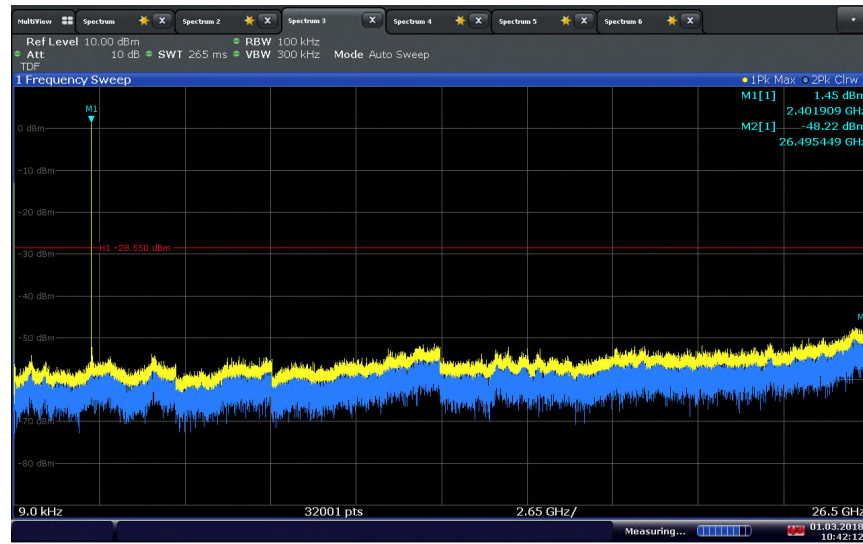 MultiView Spectrum X Spectrum 2 X Spectrum 3 X Spectrum 4 X Spectrum 5 X Spectrum 6 X
Ref Level 10.00 dBm RBW 100 kHz
Att 10 dB SWT 265 ms VBW 300 kHz Mode Auto Sweep
TDF
1 Frequency Sweep 1Pk Max 2Pk Clrw
M1[1] 1.45 dBm
2.401909 GHz
M2[1] -48.22 dBm
26.495449 GHz
M1
0 dBm
-10 dBm
-20 dBm
H1 -28.550 dBm
-30 dBm
-40 dBm
M
-50 dBm
-70 dBm
-80 dBm
9.0 kHz 32001 pts 2.65 GHz/ 26.5 GHz
Measuring... 01.03.2018
10:42:12